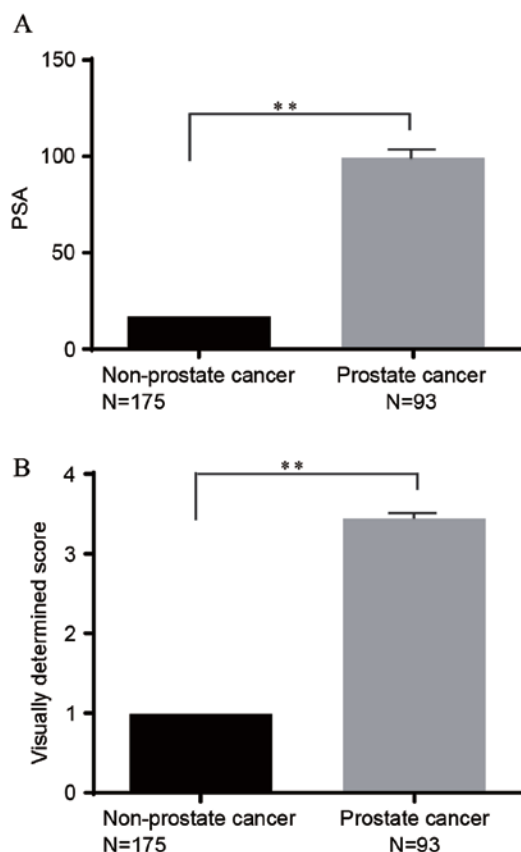 A
150
100
50
0
PSA
**
Non-prostate cancer Prostate cancer
N=175 N=93
B
4
3
2
1
0
Visually determined score
**
Non-prostate cancer Prostate cancer
N=175 N=93